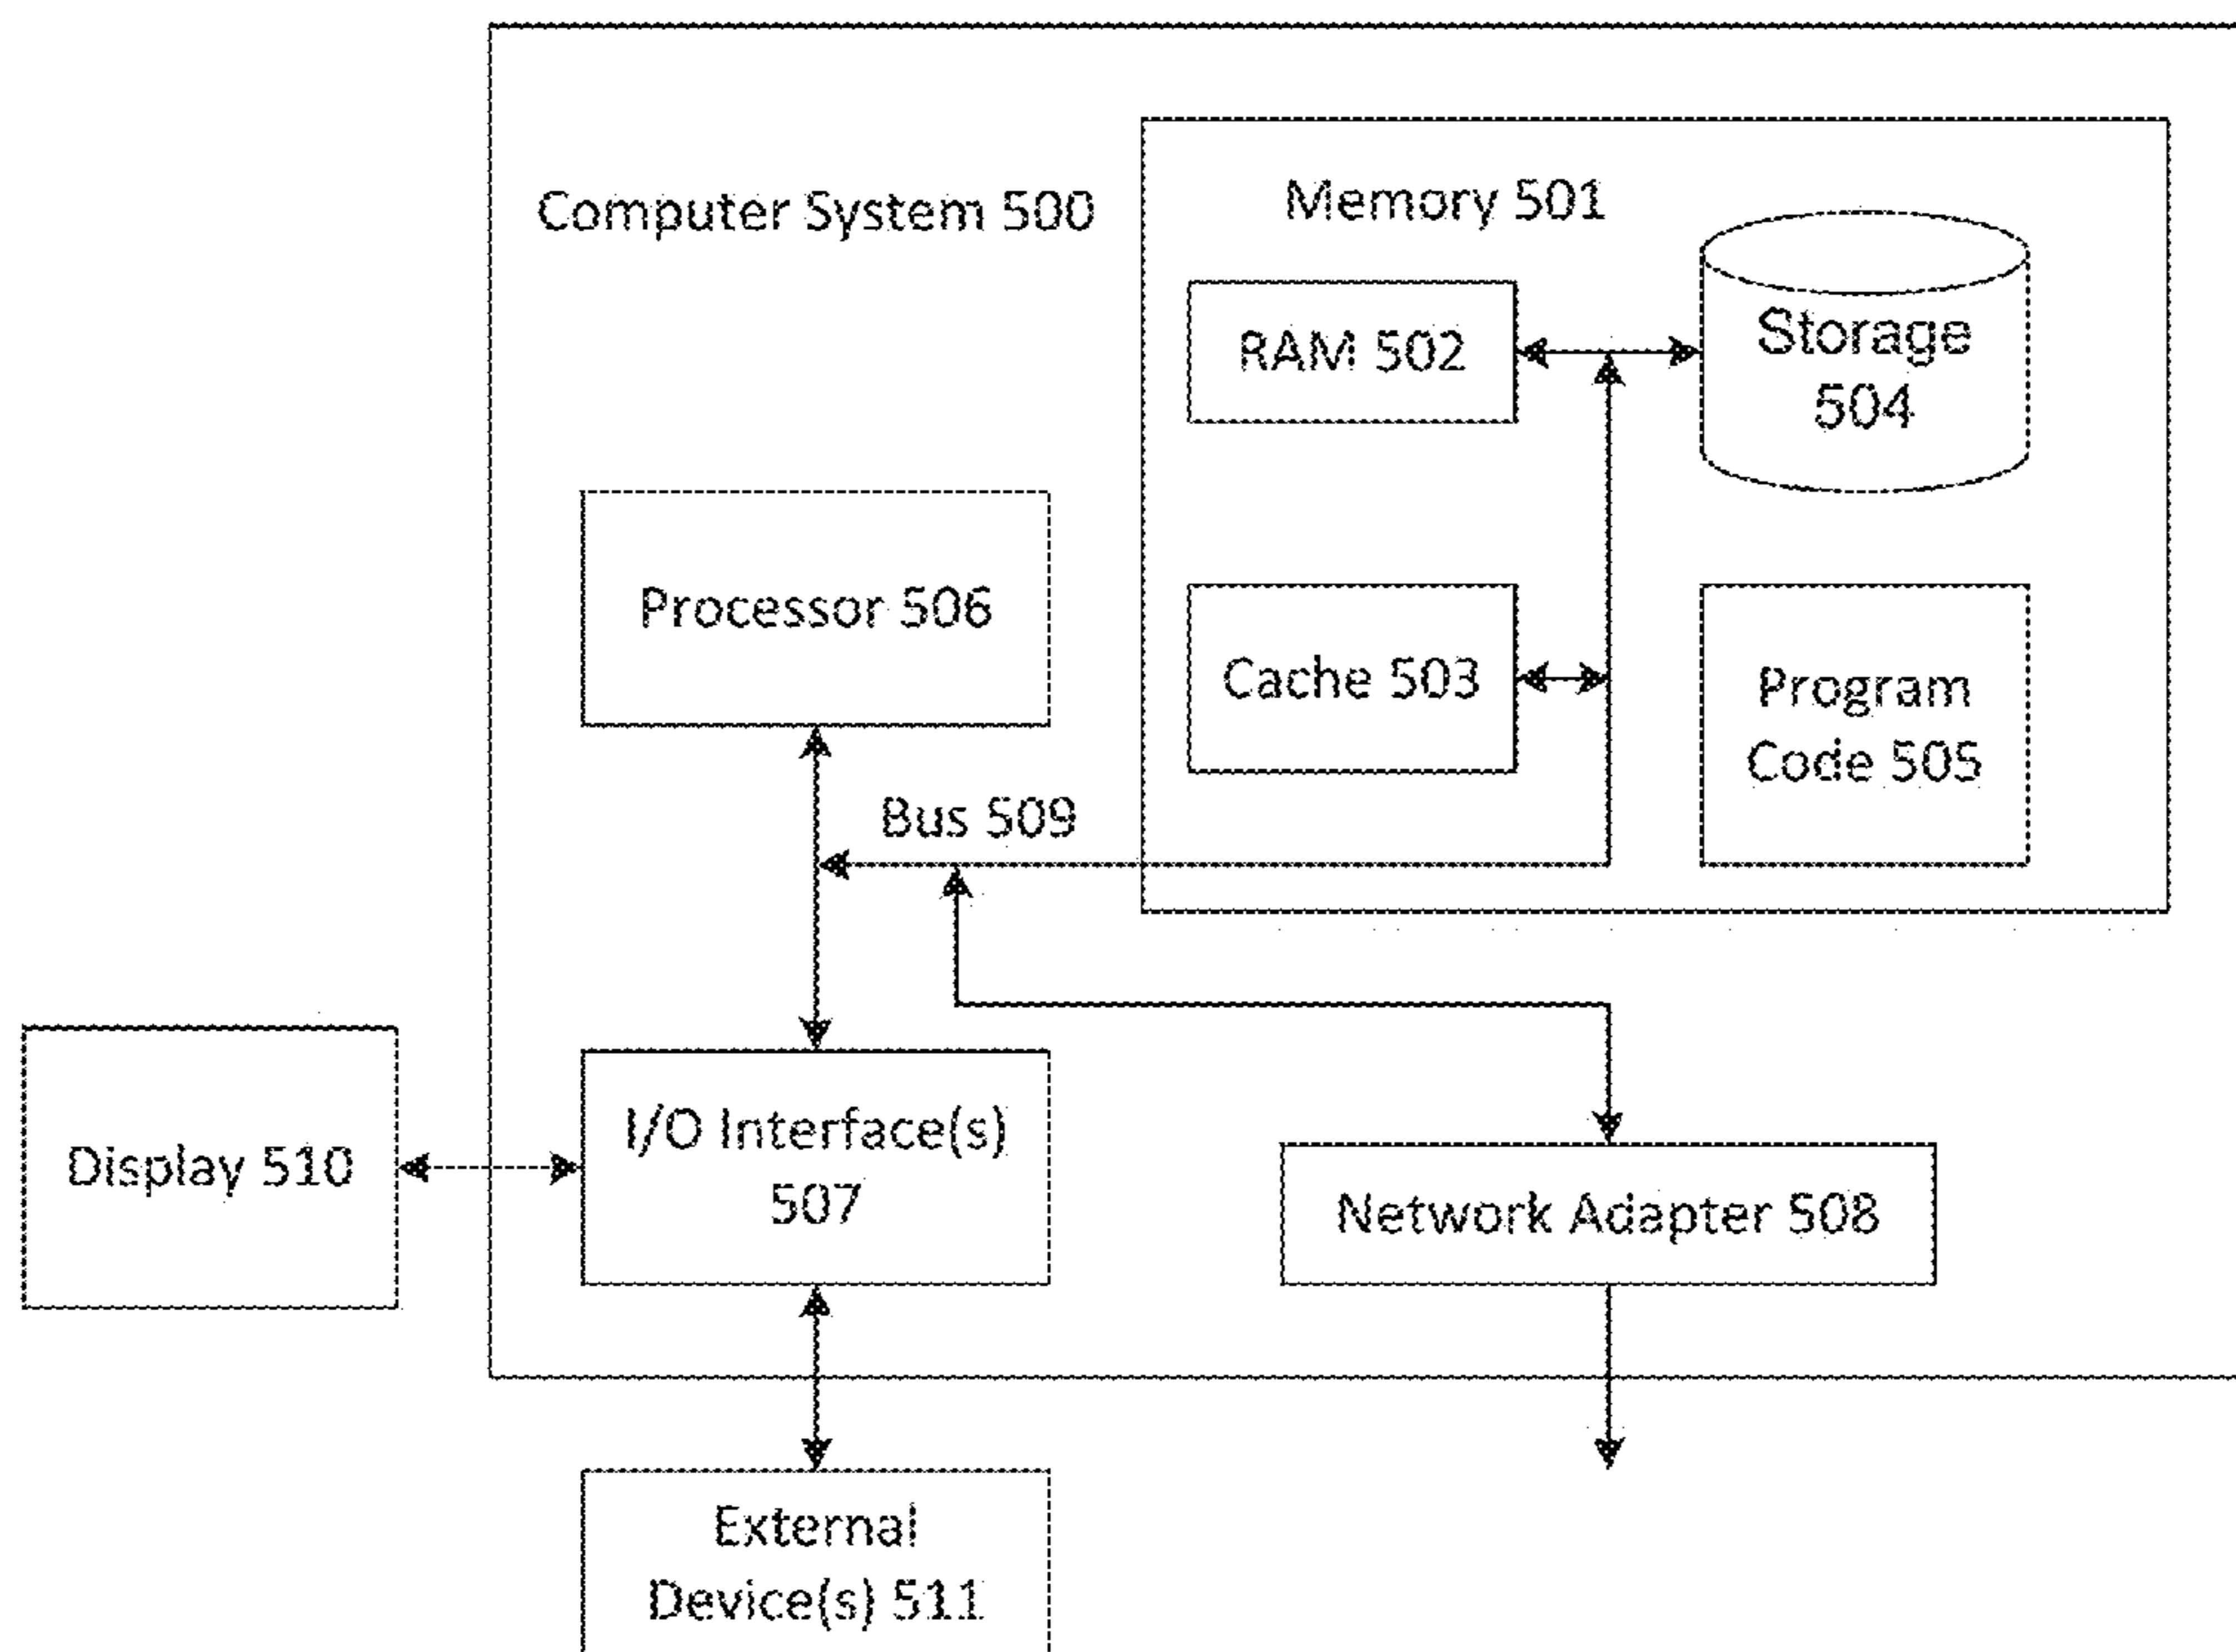 Computer System 500
Memory 501
RAM 502
Storage
504
Processor 506
Cache 503
Program
Code 505
Bus 509
Display 510
I/O Interface(s)
507
Network Adapter 508
External
Device(s) 511